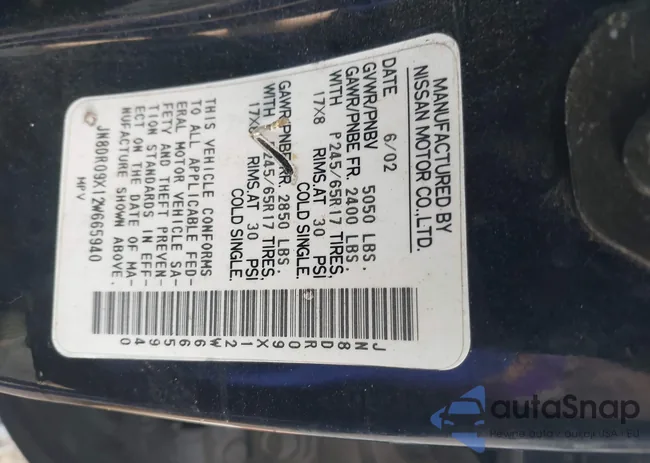 MANUFACTURED BY
NISSAN MOTOR CO.,LTD.
DATE 6/02
GVWR/PNBV 5050 LBS.
GAWR/PNBE,FR. 2400 LBS.
WITH P245/65R17 TIRES,
17X8 RIMS,AT 30 PSI
COLD SINGLE.
GAWR/PNBE,RR. 2850 LBS.
WITH 245/65R17 TIRES,
17X8 RIMS,AT 30 PSI
COLD SINGLE.
THIS VEHICLE CONFORMS
TO ALL APPLICABLE FED-
ERAL MOTOR VEHICLE SA-
FETY AND THEFT PREVEN-
TION STANDARDS IN EFF-
ECT ON THE DATE OF MA-
NUFACTURE SHOWN ABOVE.
JN8DR09X12W665940
MPV
JN8DR09X12W665940
autoSnap